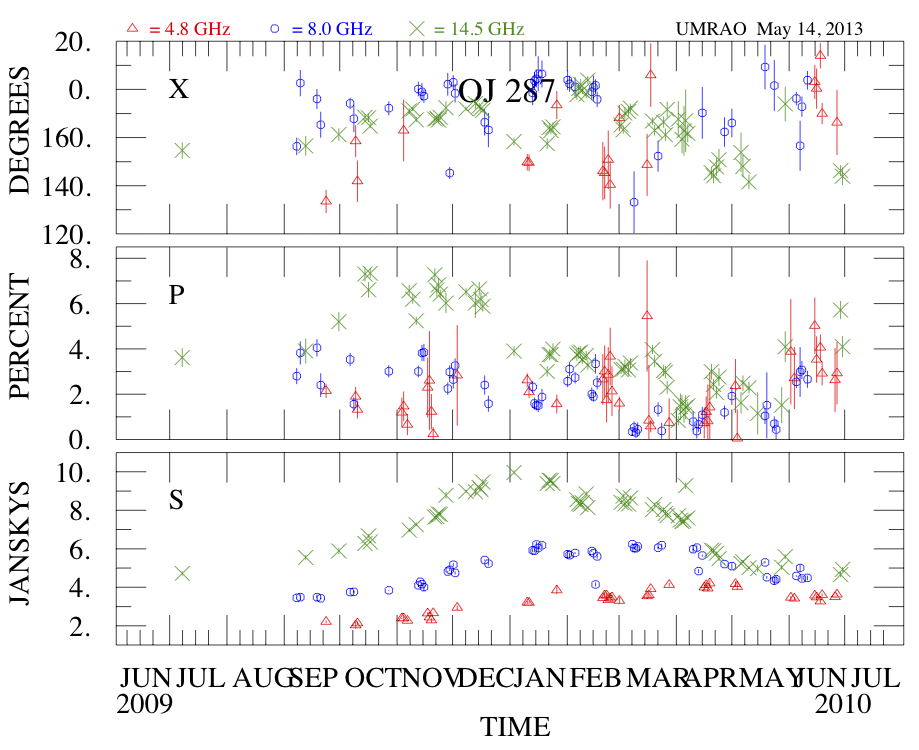 = 4.8 GHz = 8.0 GHz = 14.5 GHz UMRAO May 14, 2013
DEGREES
20.
0.
160.
140.
120.
X
OJ 287
PERCENT
8.
6.
4.
2.
0.
P
JANSKYS
10.
8.
6.
4.
2.
S
JUN JUL AUG SEP OCT NOV DEC JAN FEB MAR APR MAY JUN JUL
2009 2010
TIME